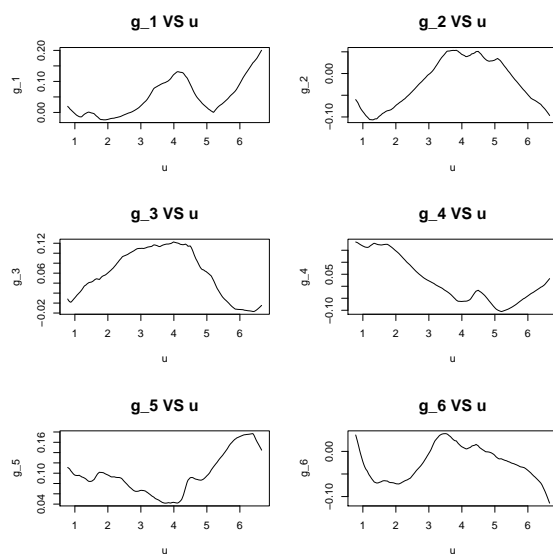 g_1 VS u
g_1
0.00 0.10 0.20
1 2 3 4 5 6
u
g_2 VS u
g_2
-0.10 0.00
1 2 3 4 5 6
u
g_3 VS u
g_3
-0.02 0.06 0.12
1 2 3 4 5 6
u
g_4 VS u
g_4
-0.10 0.05
1 2 3 4 5 6
u
g_5 VS u
g_5
0.04 0.10 0.16
1 2 3 4 5 6
u
g_6 VS u
g_6
-0.10 0.00
1 2 3 4 5 6
u